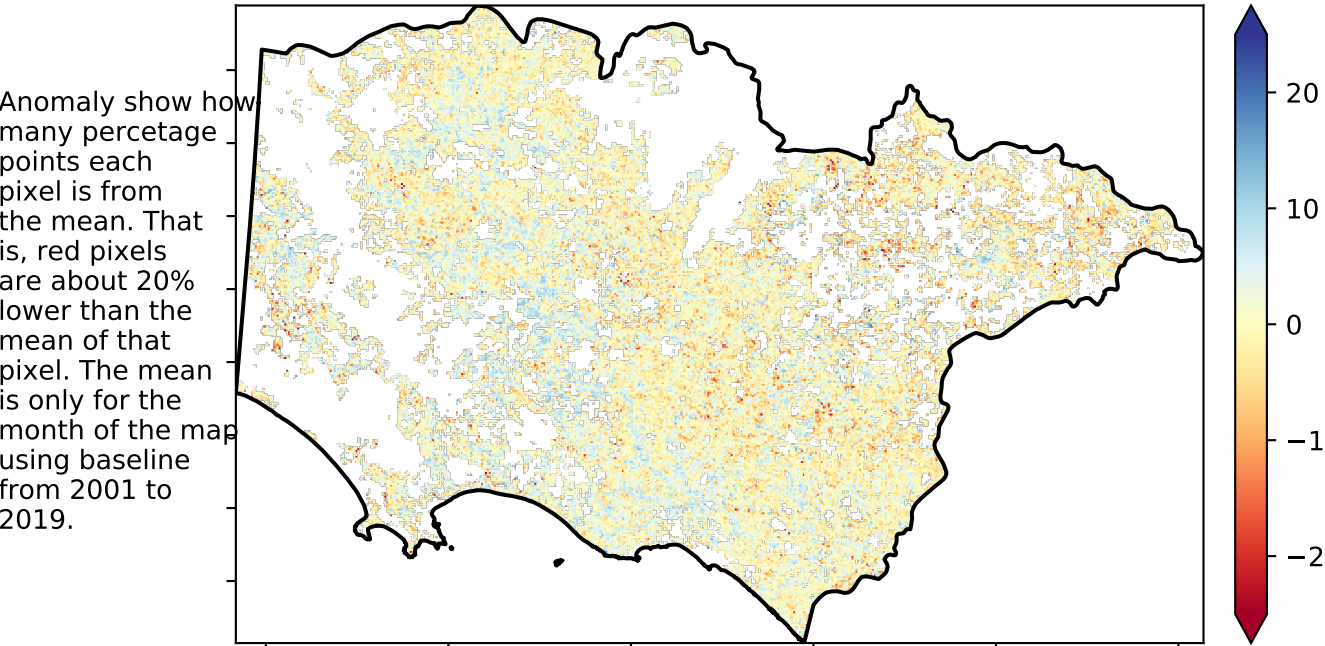 Anomaly show how
many percetage
points each
pixel is from
the mean. That
is, red pixels
are about 20%
lower than the
mean of that
pixel. The mean
is only for the
month of the map
using baseline
from 2001 to
2019.
20
10
0
−1
−2